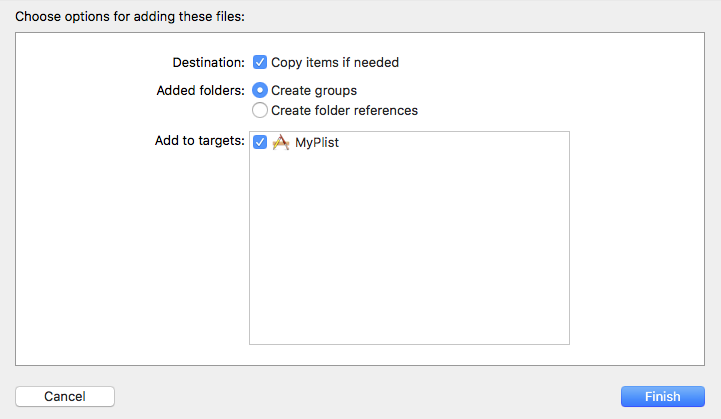 Choose options for adding these files:
Destination: Copy items if needed
Added folders: Create groups
Create folder references
Add to targets: MyPlist
Cancel Finish